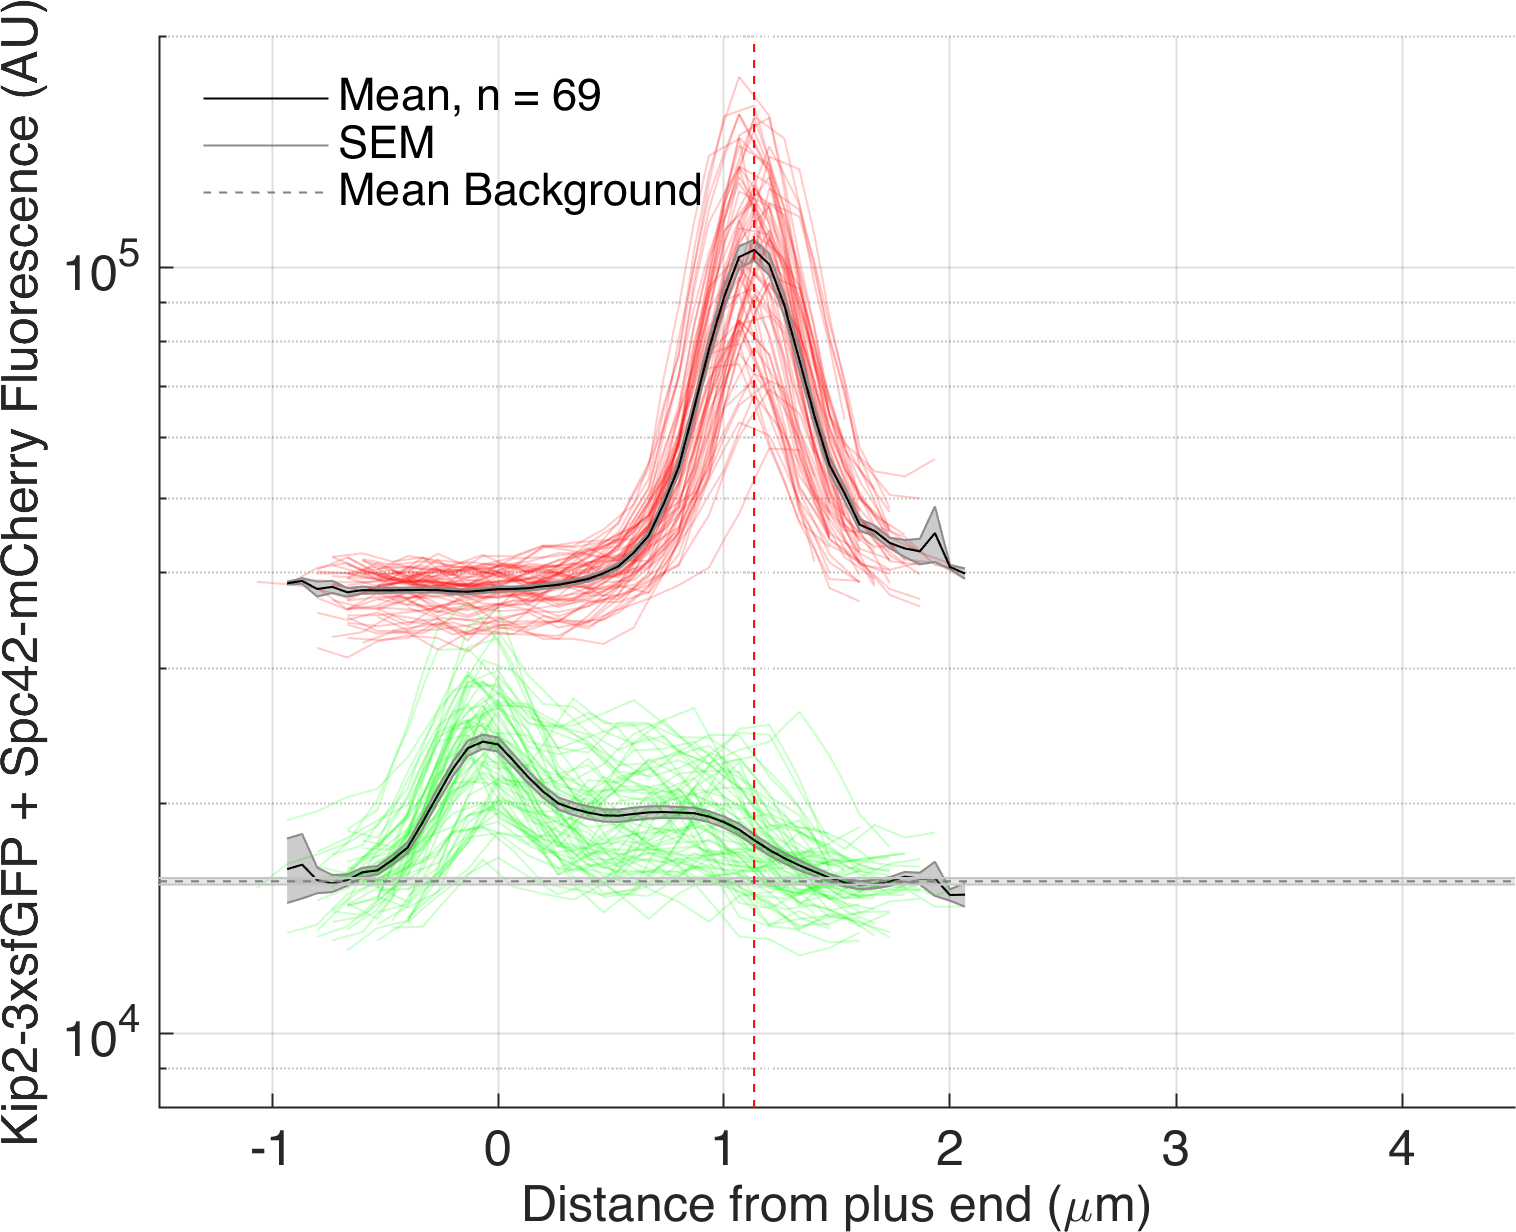 Kip2-3xsfGFP + Spc42-mCherry Fluorescence (AU)
Mean, n = 69
SEM
Mean Background
10^5
10^4
-1 0 1 2 3 4
Distance from plus end (μm)